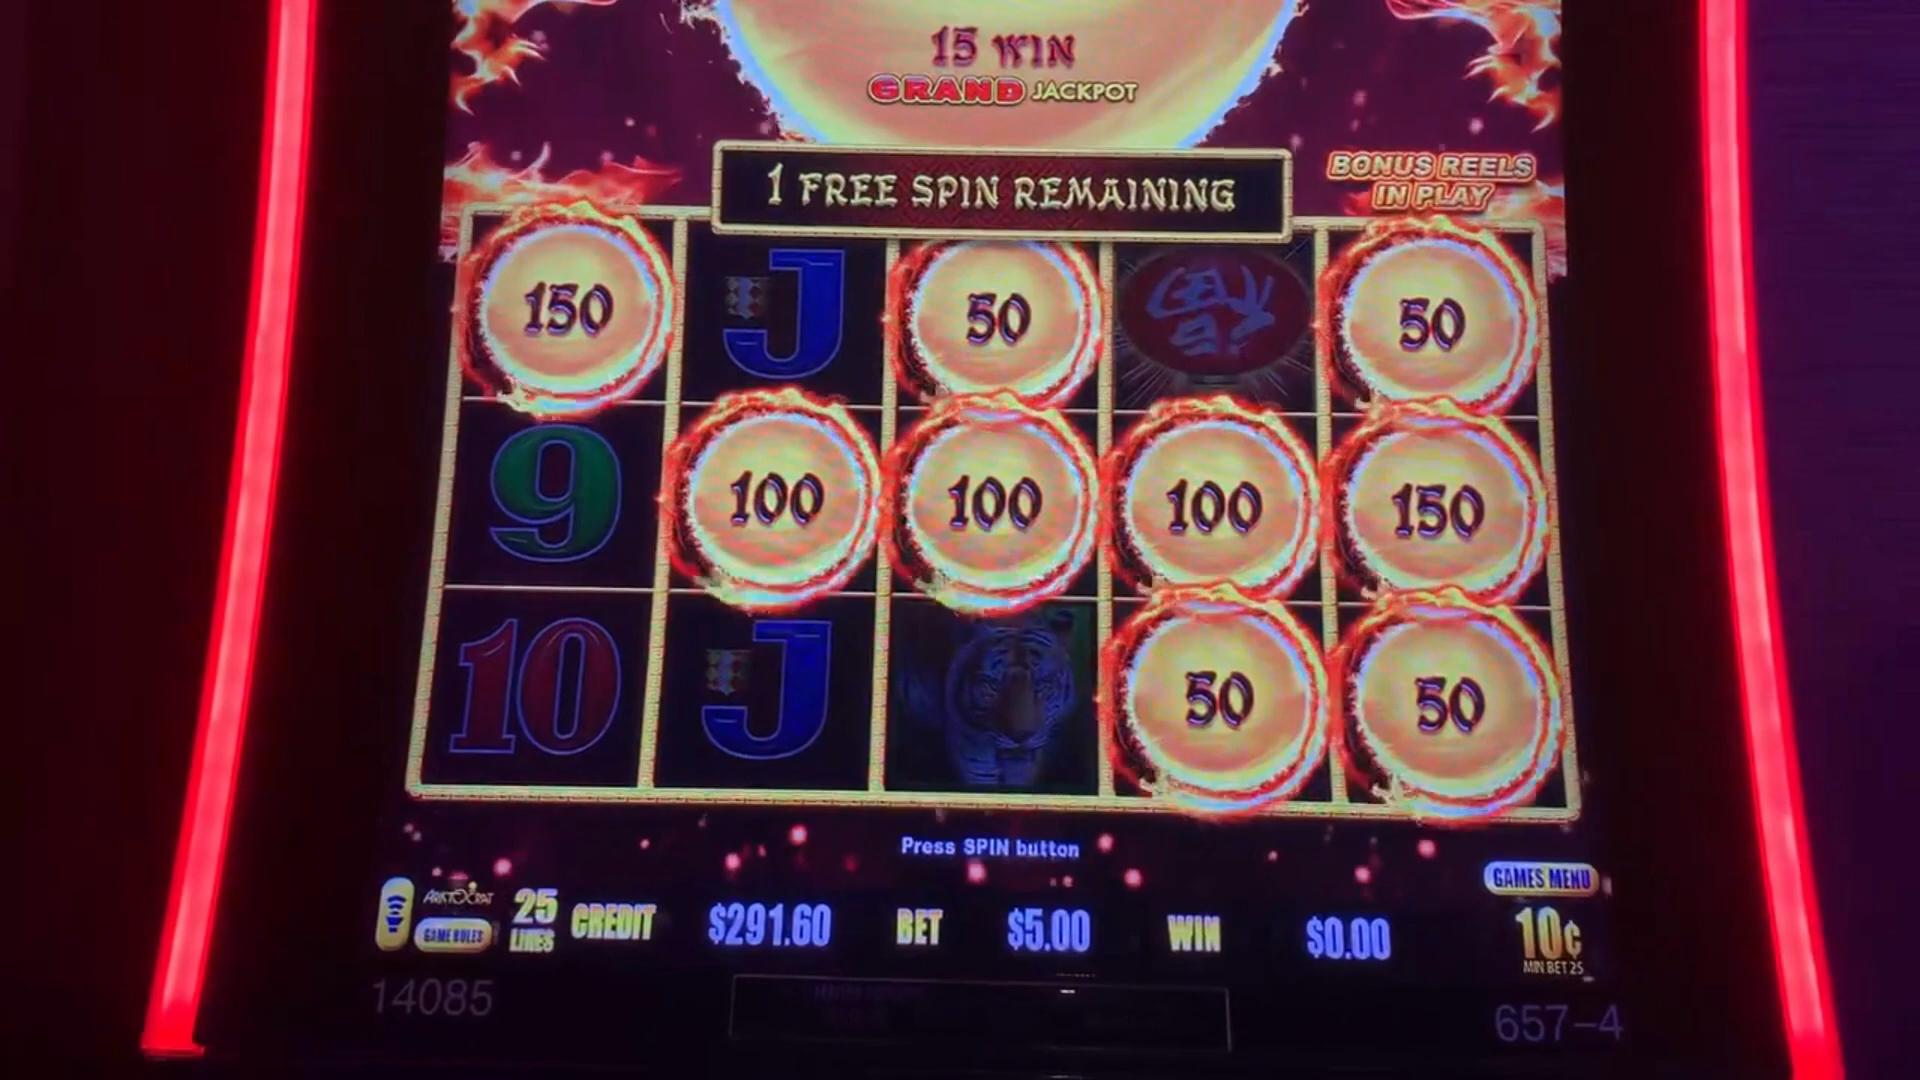 15 WIN
GRAND JACKPOT
1 FREE SPIN REMAINING
BONUS REELS
IN PLAY
150 J 50 50
9 100 100 100 150
10 J 50 50
Press SPIN button
GAMES MENU
ARISTOCRAT
GAME RULES
25
LINES
CREDIT $291.60 BET $5.00 WIN $0.00
10¢
MIN BET 25
14085
657-4